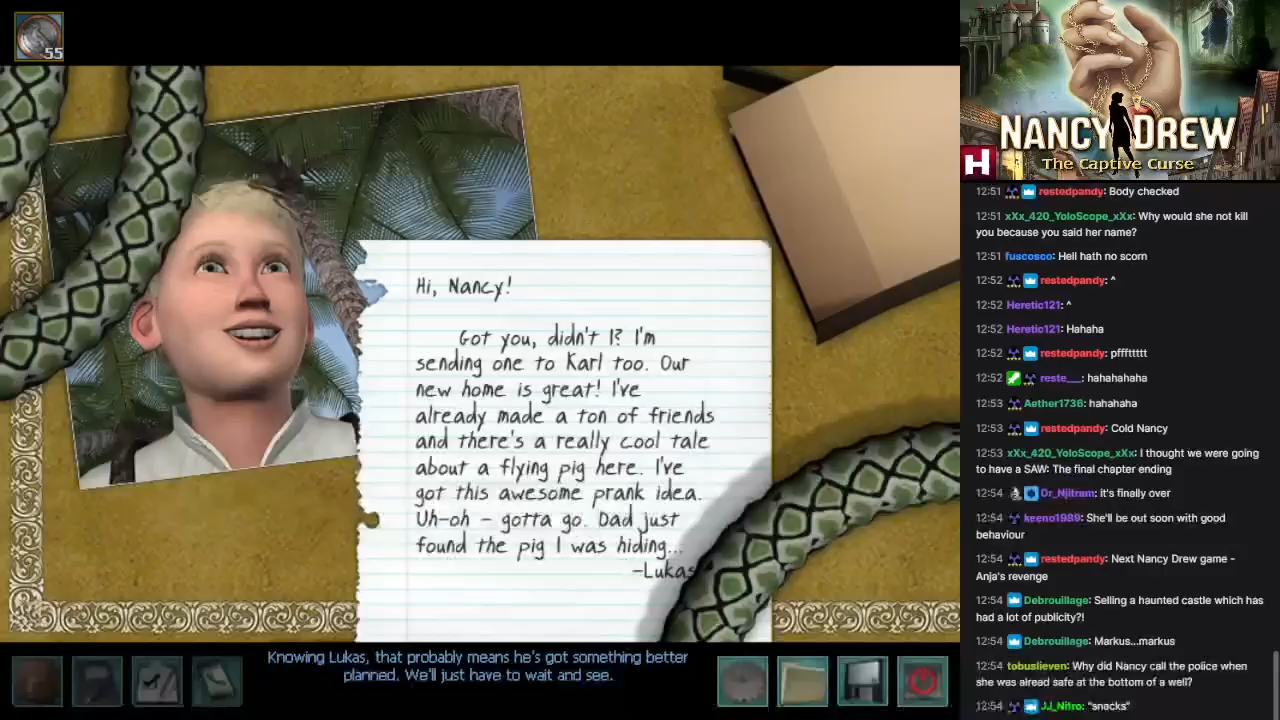 55
Hi, Nancy!
Got you, didn't I? I'm
sending one to Karl too. Our
new home is great! I've
already made a ton of friends
and there's a really cool tale
about a flying pig here. I've
got this awesome prank idea.
Uh-oh - gotta go. Dad just
found the pig I was hiding...
-Lukas
Knowing Lukas, that probably means he's got something better
planned. We'll just have to wait and see.
NANCY DREW
The Captive Curse
H
12:51 restedpandy: Body checked
12:51 xXx_420_YoloScope_xXx: Why would she not kill
you because you said her name?
12:51 fuscosco: Hell hath no scorn
12:52 restedpandy: ^
12:52 Heretic121: ^
12:52 Heretic121: Hahaha
12:52 restedpandy: pffttttt
12:52 reste__: hahahahaha
12:53 Aether1736: hahahaha
12:53 restedpandy: Cold Nancy
12:53 xXx_420_YoloScope_xXx: I thought we were going
to have a SAW: The final chapter ending
12:54 Dr_Njitram: it's finally over
12:54 keeno1989: She'll be out soon with good
behaviour
12:54 restedpandy: Next Nancy Drew game -
Anja's revenge
12:54 Debrouillage: Selling a haunted castle which has
had a lot of publicity?!
12:54 Debrouillage: Markus...markus
12:54 tobuslieven: Why did Nancy call the police when
she was alread safe at the bottom of a well?
12:54 JJ_Nitro: "snacks"